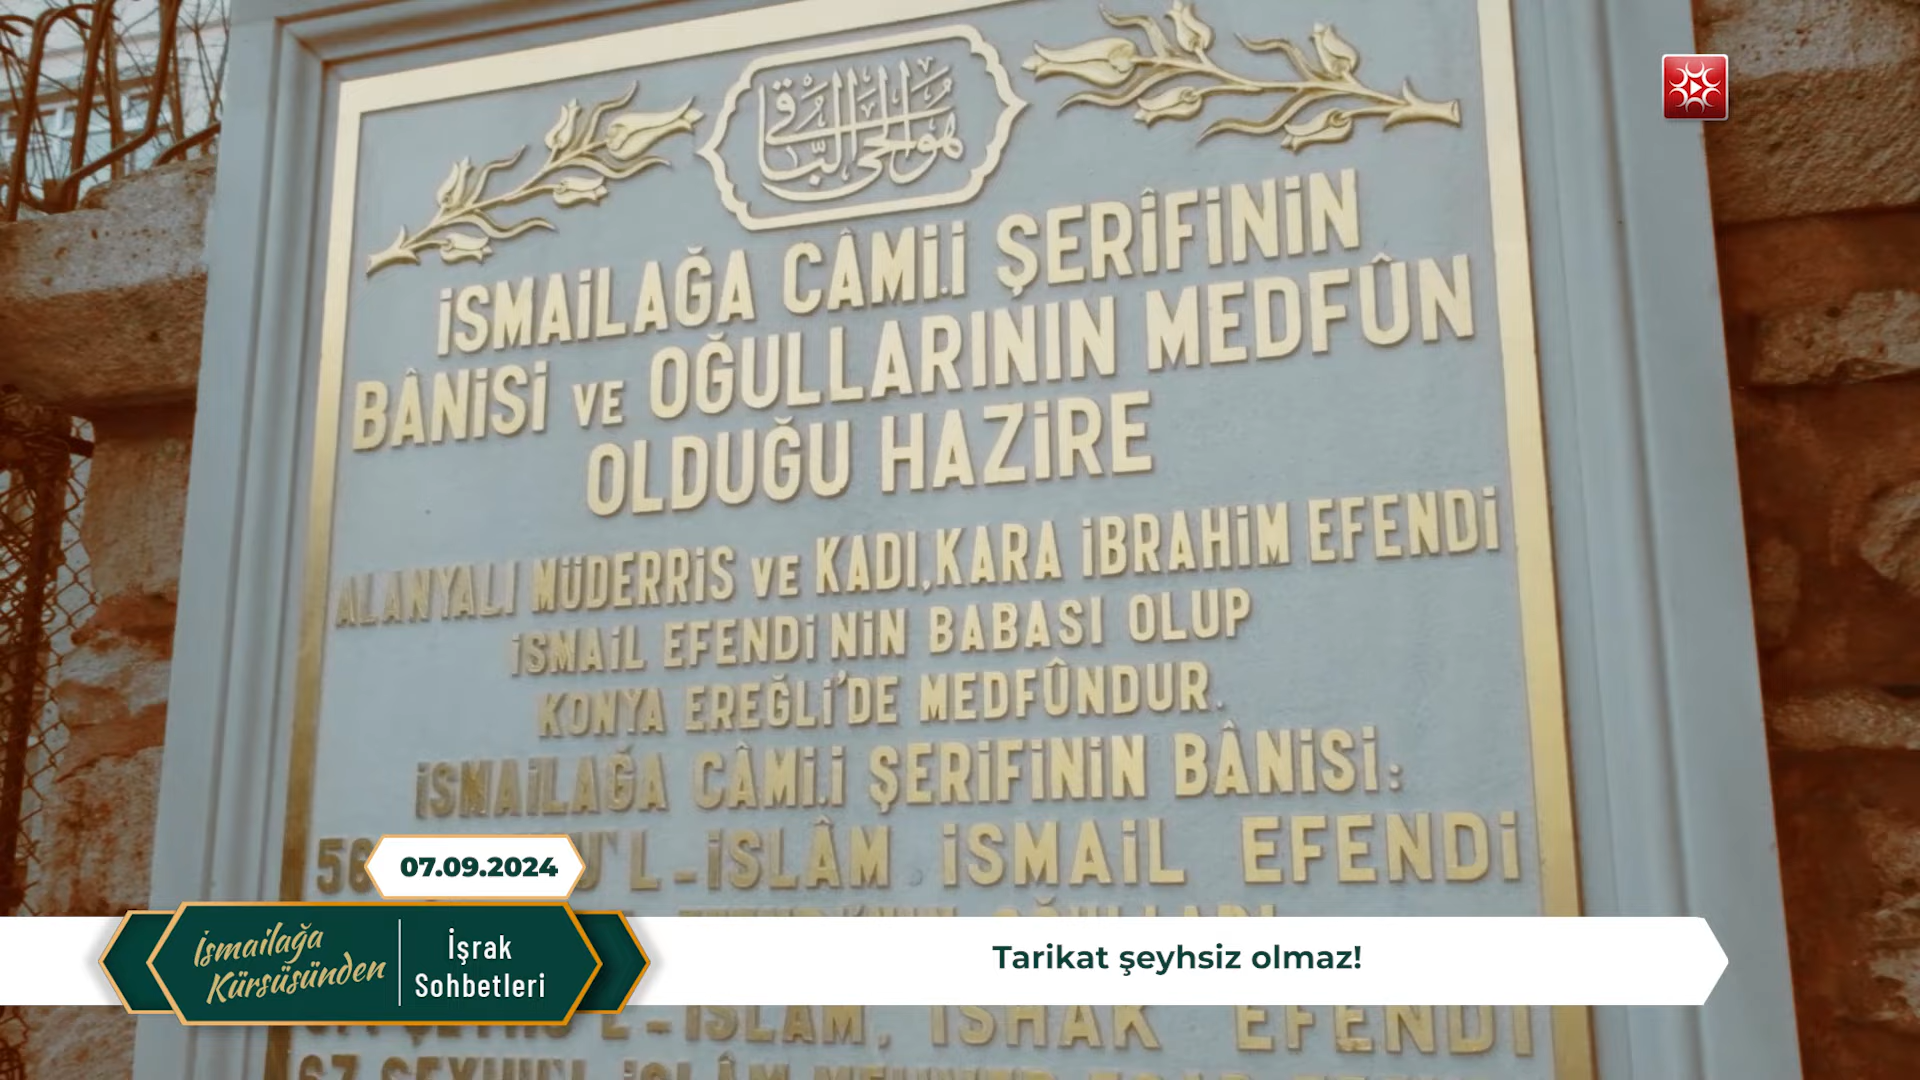 هو الحي الباقي
İSMAİLAĞA CÂMİ.İ ŞERÎFİNİN
BÂNİSİ VE OĞULLARININ MEDFÛN
OLDUĞU HAZİRE
ALANYALI MÜDERRİS VE KADI,KARA İBRAHİM EFENDİ
İSMAİL EFENDİ NİN BABASI OLUP
KONYA EREĞLİ'DE MEDFÛNDUR.
İSMAİLAĞA CÂMİ.İ ŞERİFİNİN BÂNİSİ:
56 U'L-İSLÂM İSMAİL EFENDİ
07.09.2024
İsmailağa
Kürsüsünden
İşrak
Sohbetleri
Tarikat şeyhsiz olmaz!
L-İSLÂM, İSHAK EFENDİ